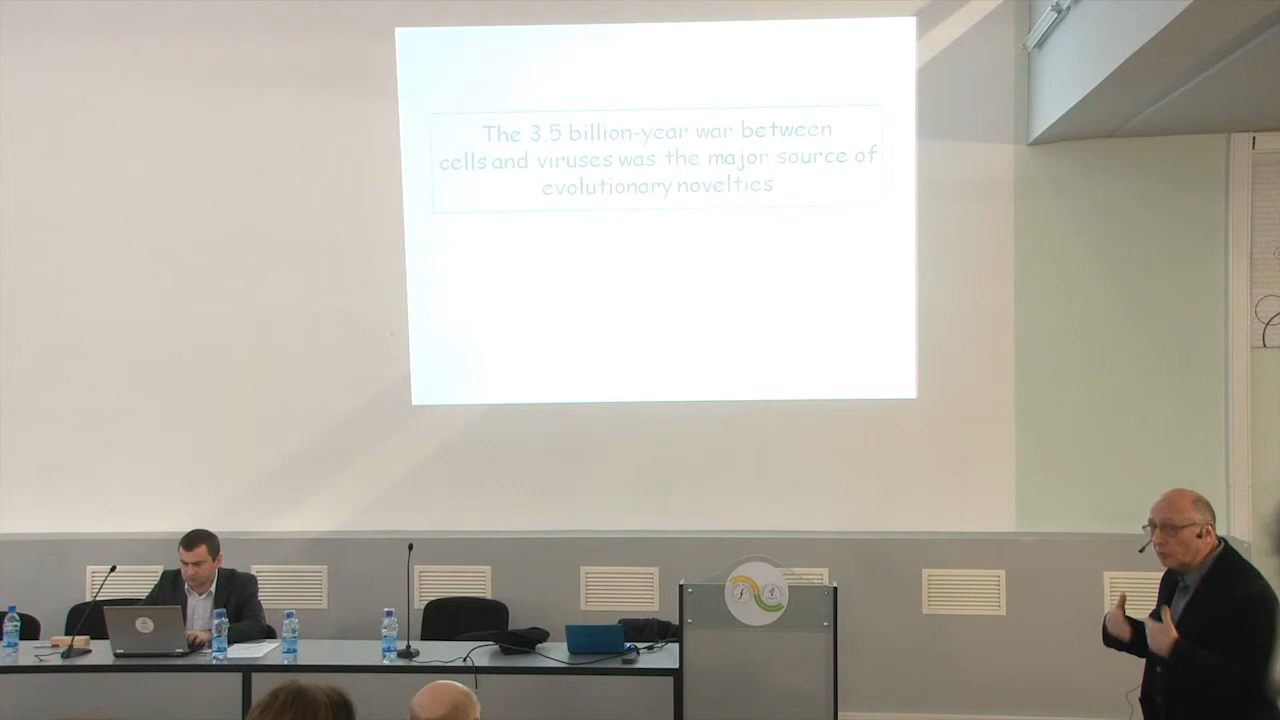 The 3.5 billion-year war between
cells and viruses was the major source of
evolutionary novelties